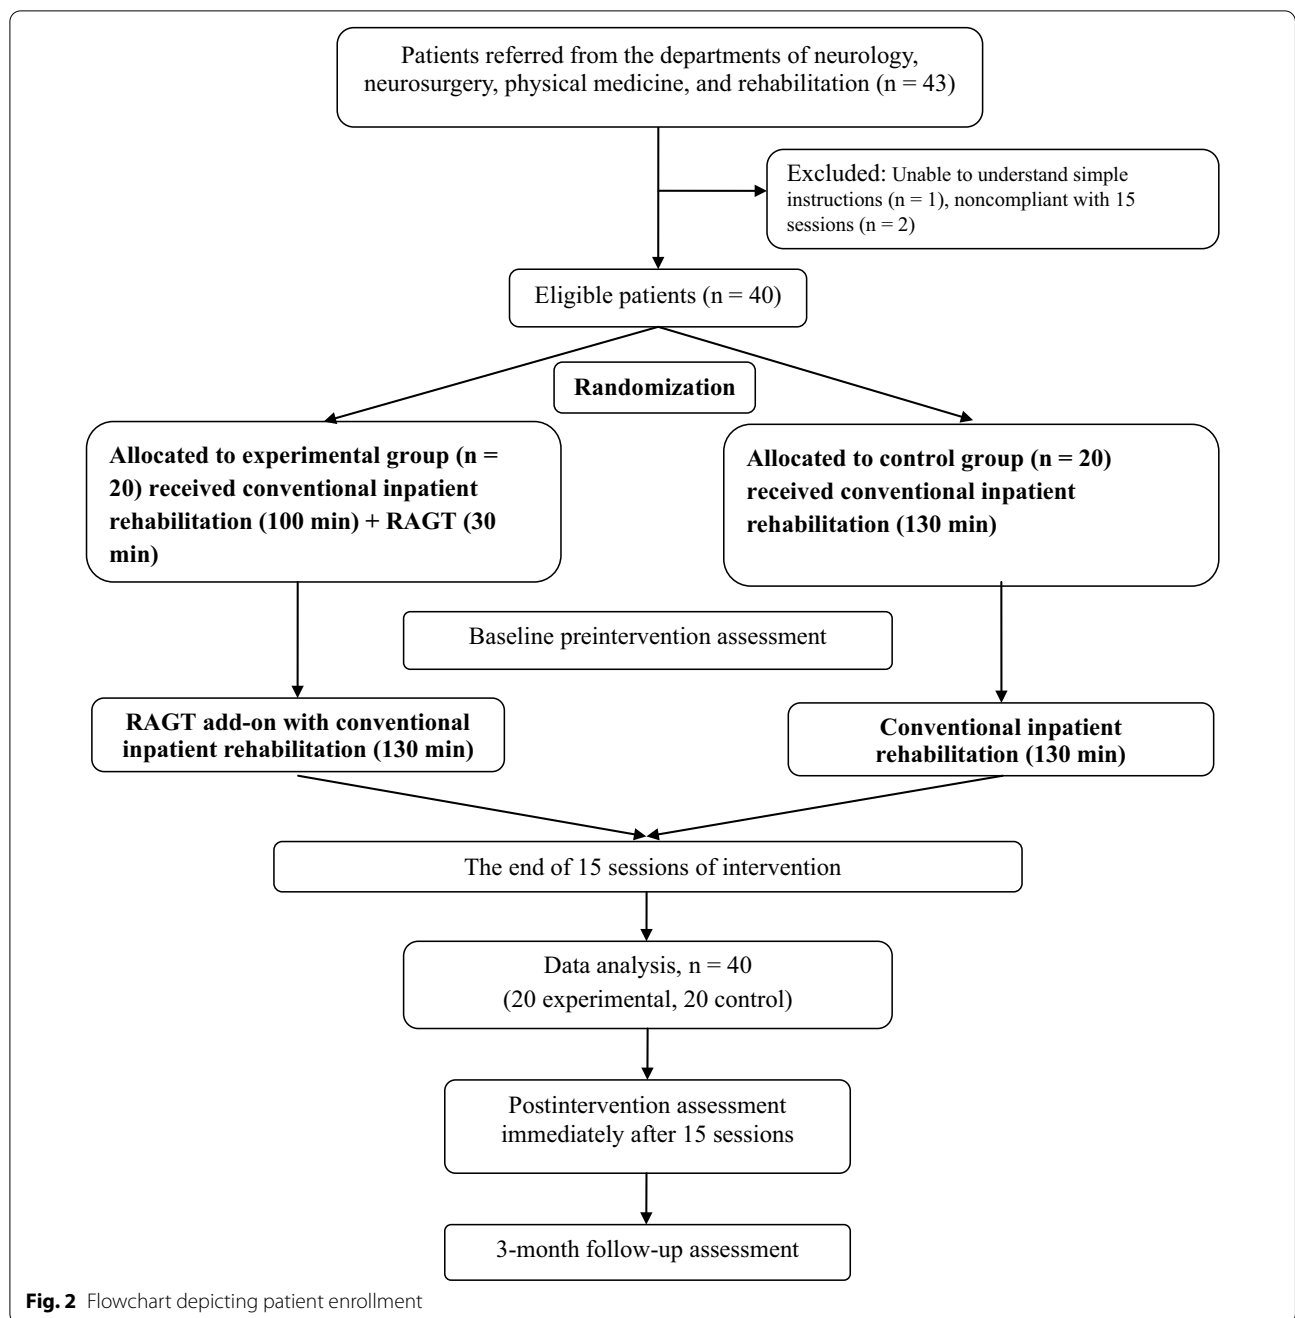 Patients referred from the departments of neurology,
neurosurgery, physical medicine, and rehabilitation (n = 43)
Excluded: Unable to understand simple
instructions (n = 1), noncompliant with 15
sessions (n = 2)
Eligible patients (n = 40)
Randomization
Allocated to experimental group (n =
20) received conventional inpatient
rehabilitation (100 min) + RAGT (30
min)
Allocated to control group (n = 20)
received conventional inpatient
rehabilitation (130 min)
Baseline preintervention assessment
RAGT add-on with conventional
inpatient rehabilitation (130 min)
Conventional inpatient
rehabilitation (130 min)
The end of 15 sessions of intervention
Data analysis, n = 40
(20 experimental, 20 control)
Postintervention assessment
immediately after 15 sessions
3-month follow-up assessment
Fig. 2 Flowchart depicting patient enrollment